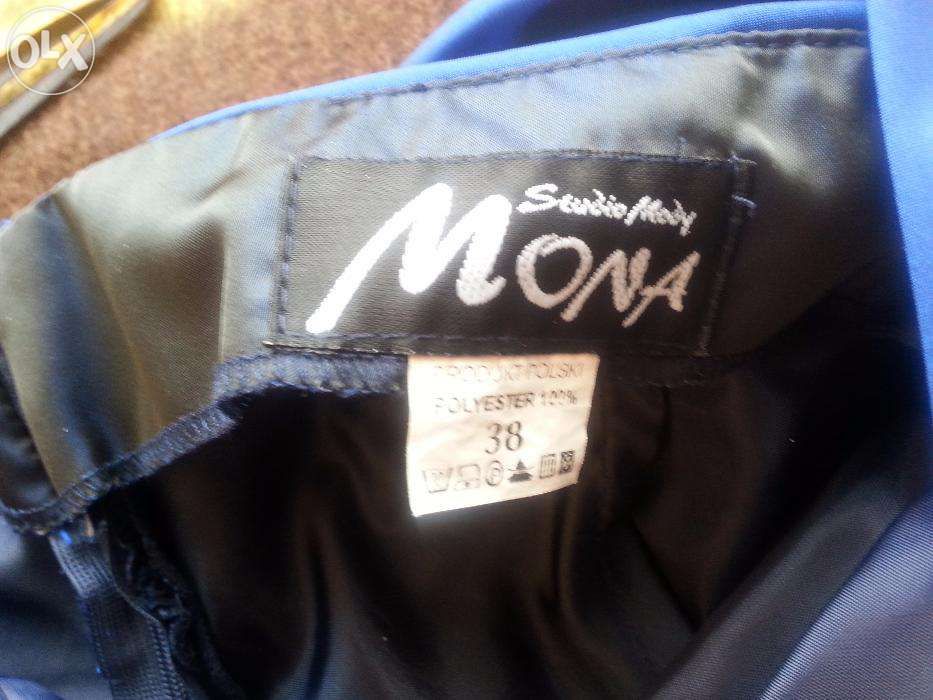 OLX
Studio/Mody
MONA
PRODUKT POLSKI
POLYESTER 100%
38